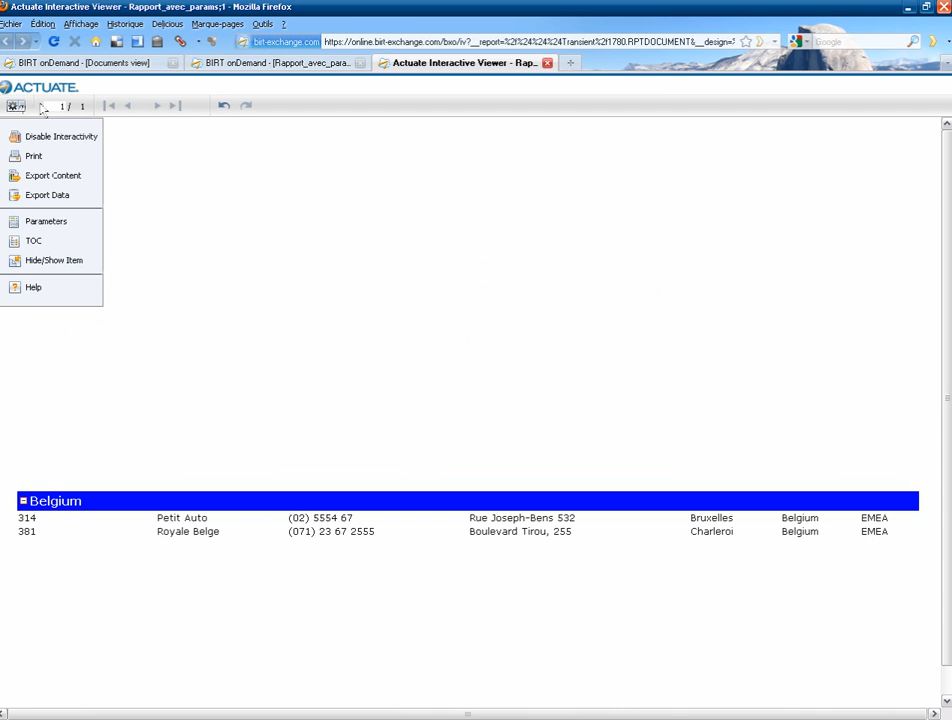 Actuate Interactive Viewer - Rapport_avec_params;1 - Mozilla Firefox
Fichier Édition Affichage Historique Delicious Marque-pages Outils ?
birt-exchange.com https://online.birt-exchange.com/bxo/iv?__report=%2f%24%24%24Transient%2f1780.RPTDOCUMENT&__design= Google
BIRT onDemand - [Documents view] BIRT onDemand - [Rapport_avec_para... Actuate Interactive Viewer - Rap...
ACTUATE.
1 / 1
Disable Interactivity
Print
Export Content
Export Data
Parameters
TOC
Hide/Show Item
Help
Belgium
314 Petit Auto (02) 5554 67 Rue Joseph-Bens 532 Bruxelles Belgium EMEA
381 Royale Belge (071) 23 67 2555 Boulevard Tirou, 255 Charleroi Belgium EMEA